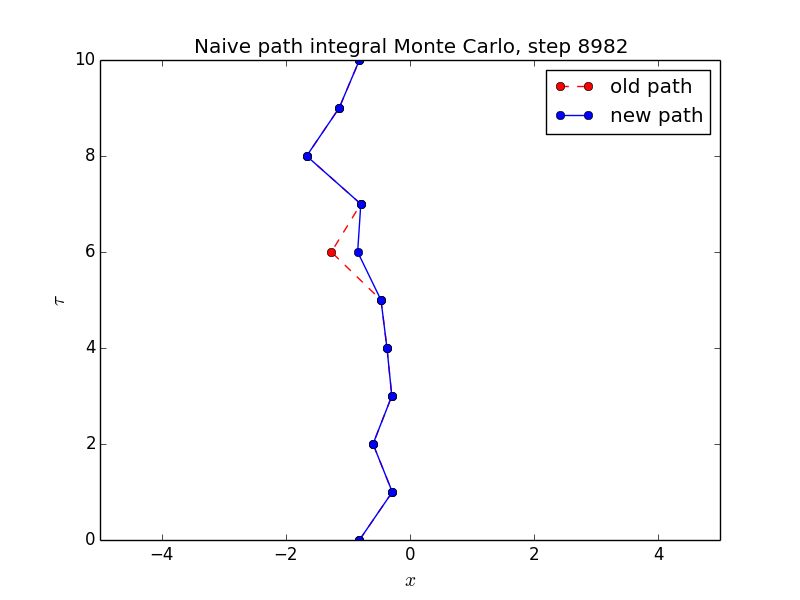 Naive path integral Monte Carlo, step 8982
10
8
6
4
2
0
τ
old path
new path
−4 −2 0 2 4
x